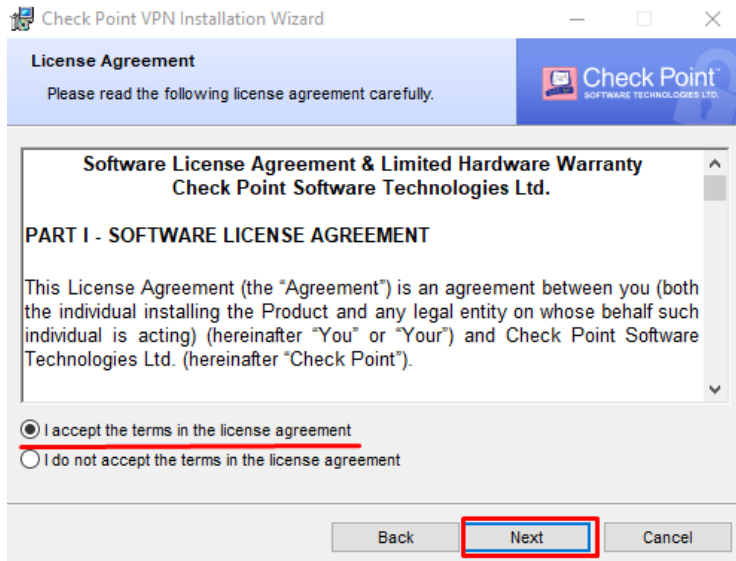 Check Point VPN Installation Wizard
License Agreement
Please read the following license agreement carefully.
Check Point™
SOFTWARE TECHNOLOGIES LTD.
Software License Agreement & Limited Hardware Warranty
Check Point Software Technologies Ltd.
PART I - SOFTWARE LICENSE AGREEMENT
This License Agreement (the “Agreement”) is an agreement between you (both
the individual installing the Product and any legal entity on whose behalf such
individual is acting) (hereinafter “You” or “Your”) and Check Point Software
Technologies Ltd. (hereinafter “Check Point”).
I accept the terms in the license agreement
I do not accept the terms in the license agreement
Back Next Cancel